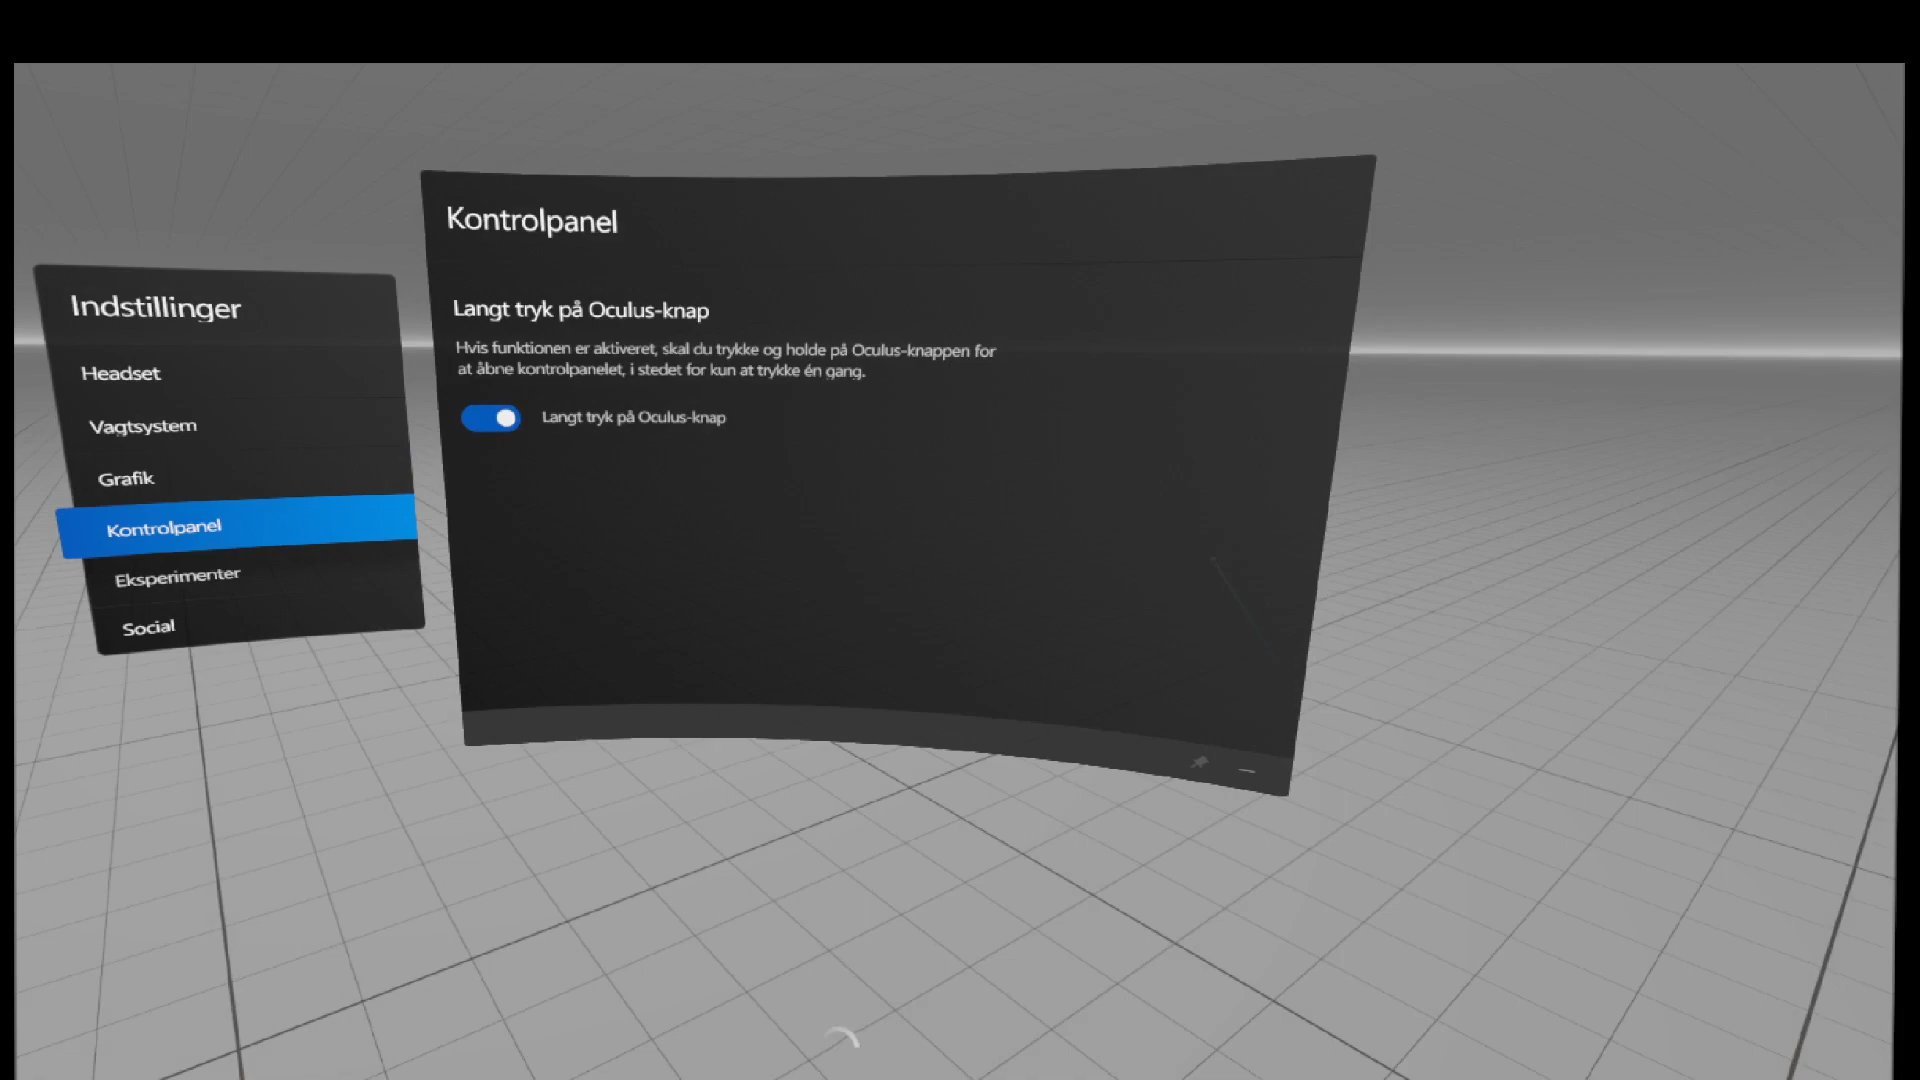 Indstillinger
Headset
Vagtsystem
Grafik
Kontrolpanel
Eksperimenter
Social
Kontrolpanel
Langt tryk på Oculus-knap
Hvis funktionen er aktiveret, skal du trykke og holde på Oculus-knappen for
at åbne kontrolpanelet, i stedet for kun at trykke én gang.
Langt tryk på Oculus-knap